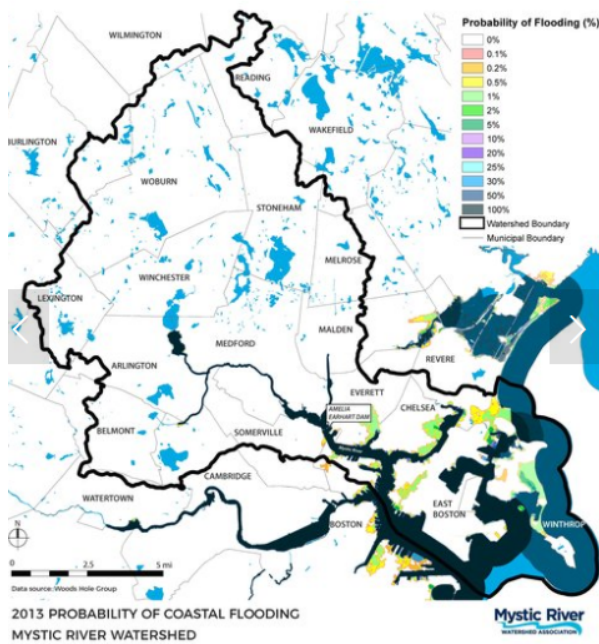 WILMINGTON
READING
WAKEFIELD
BURLINGTON
WOBURN
STONEHAM
MELROSE
WINCHESTER
LEXINGTON
MALDEN
MEDFORD
REVERE
ARLINGTON
EVERETT
AMELIA
EARHART DAM
CHELSEA
BELMONT
SOMERVILLE
CAMBRIDGE
WATERTOWN
EAST
BOSTON
BOSTON
WINTHROP
Probability of Flooding (%)
0%
0.1%
0.2%
0.5%
1%
2%
5%
10%
20%
25%
30%
50%
100%
Watershed Boundary
Municipal Boundary
N
0 2.5 5 mi
Data source: Woods Hole Group
2013 PROBABILITY OF COASTAL FLOODING
MYSTIC RIVER WATERSHED
Mystic River
WATERSHED ASSOCIATION